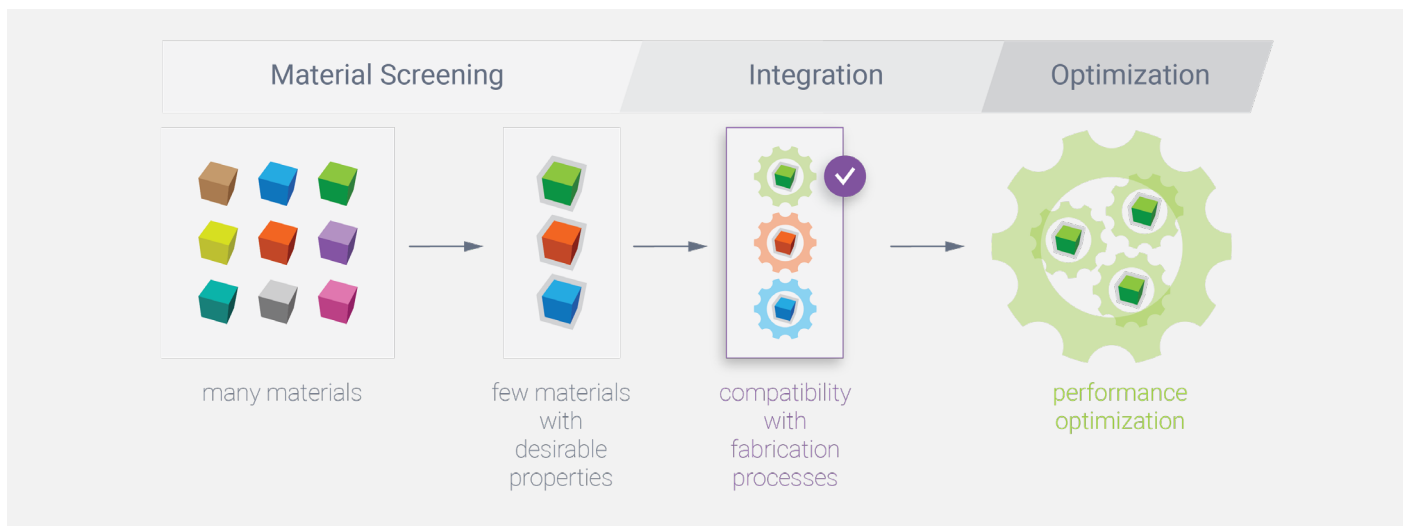 Material Screening
Integration
Optimization
many materials
few materials
with
desirable
properties
compatibility
with
fabrication
processes
performance
optimization